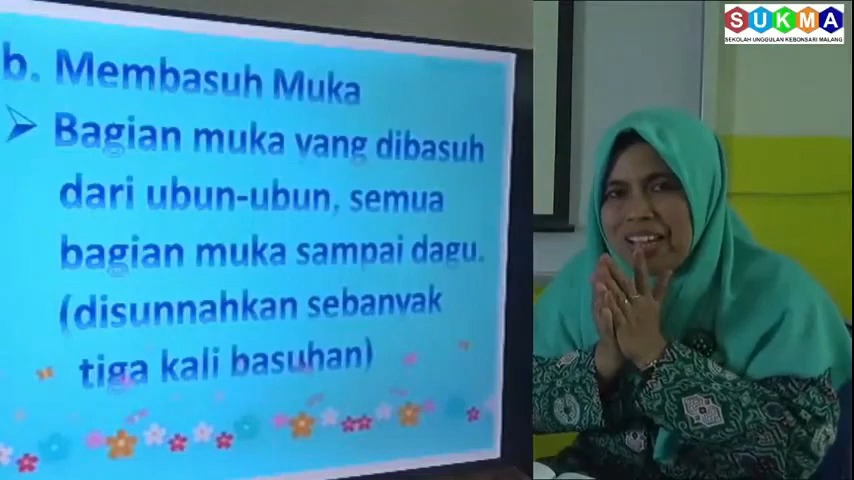 b. Membasuh Muka
Bagian muka yang dibasuh
dari ubun-ubun, semua
bagian muka sampai dagu.
(disunnahkan sebanyak
tiga kali basuhan)
SUKMA
SEKOLAH UNGGULAN KEBONSARI MALANG